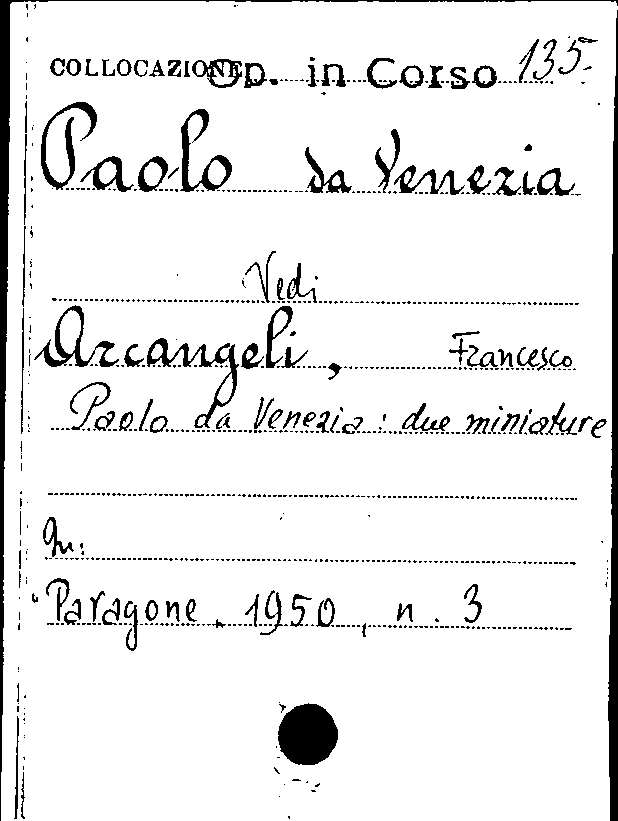 COLLOCAZIONE Op. in Corso 135.
Paolo da Venezia
Vedi
Arcangeli, Francesco
Paolo da Venezia: due miniature
In:
"Paragone. 1950, n. 3